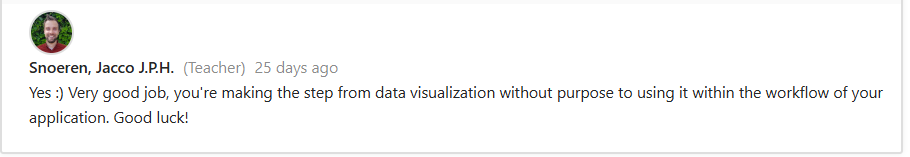 Snoeren, Jacco J.P.H. (Teacher) 25 days ago
Yes :) Very good job, you're making the step from data visualization without purpose to using it within the workflow of your
application. Good luck!